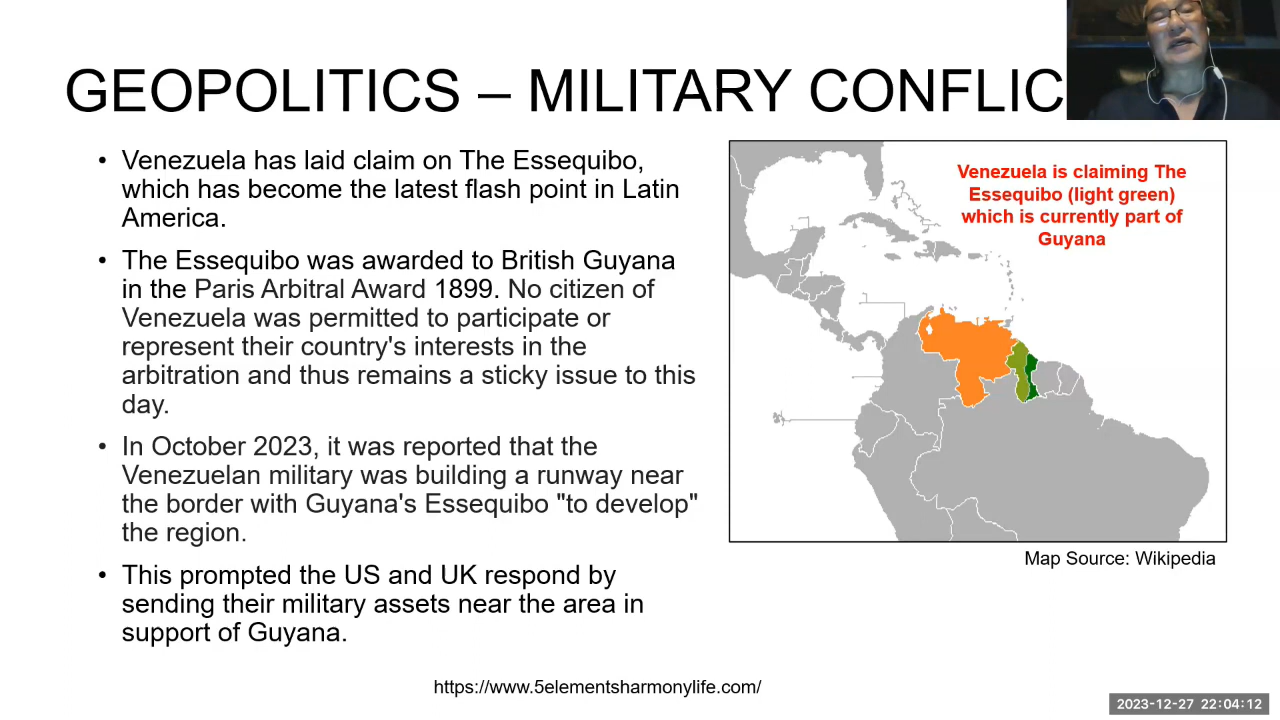 GEOPOLITICS – MILITARY CONFLIC
• Venezuela has laid claim on The Essequibo,
which has become the latest flash point in Latin
America.
• The Essequibo was awarded to British Guyana
in the Paris Arbitral Award 1899. No citizen of
Venezuela was permitted to participate or
represent their country's interests in the
arbitration and thus remains a sticky issue to this
day.
• In October 2023, it was reported that the
Venezuelan military was building a runway near
the border with Guyana's Essequibo "to develop"
the region.
• This prompted the US and UK respond by
sending their military assets near the area in
support of Guyana.
Venezuela is claiming The
Essequibo (light green)
which is currently part of
Guyana
Map Source: Wikipedia
https://www.5elementsharmonylife.com/
2023-12-27 22:04:12